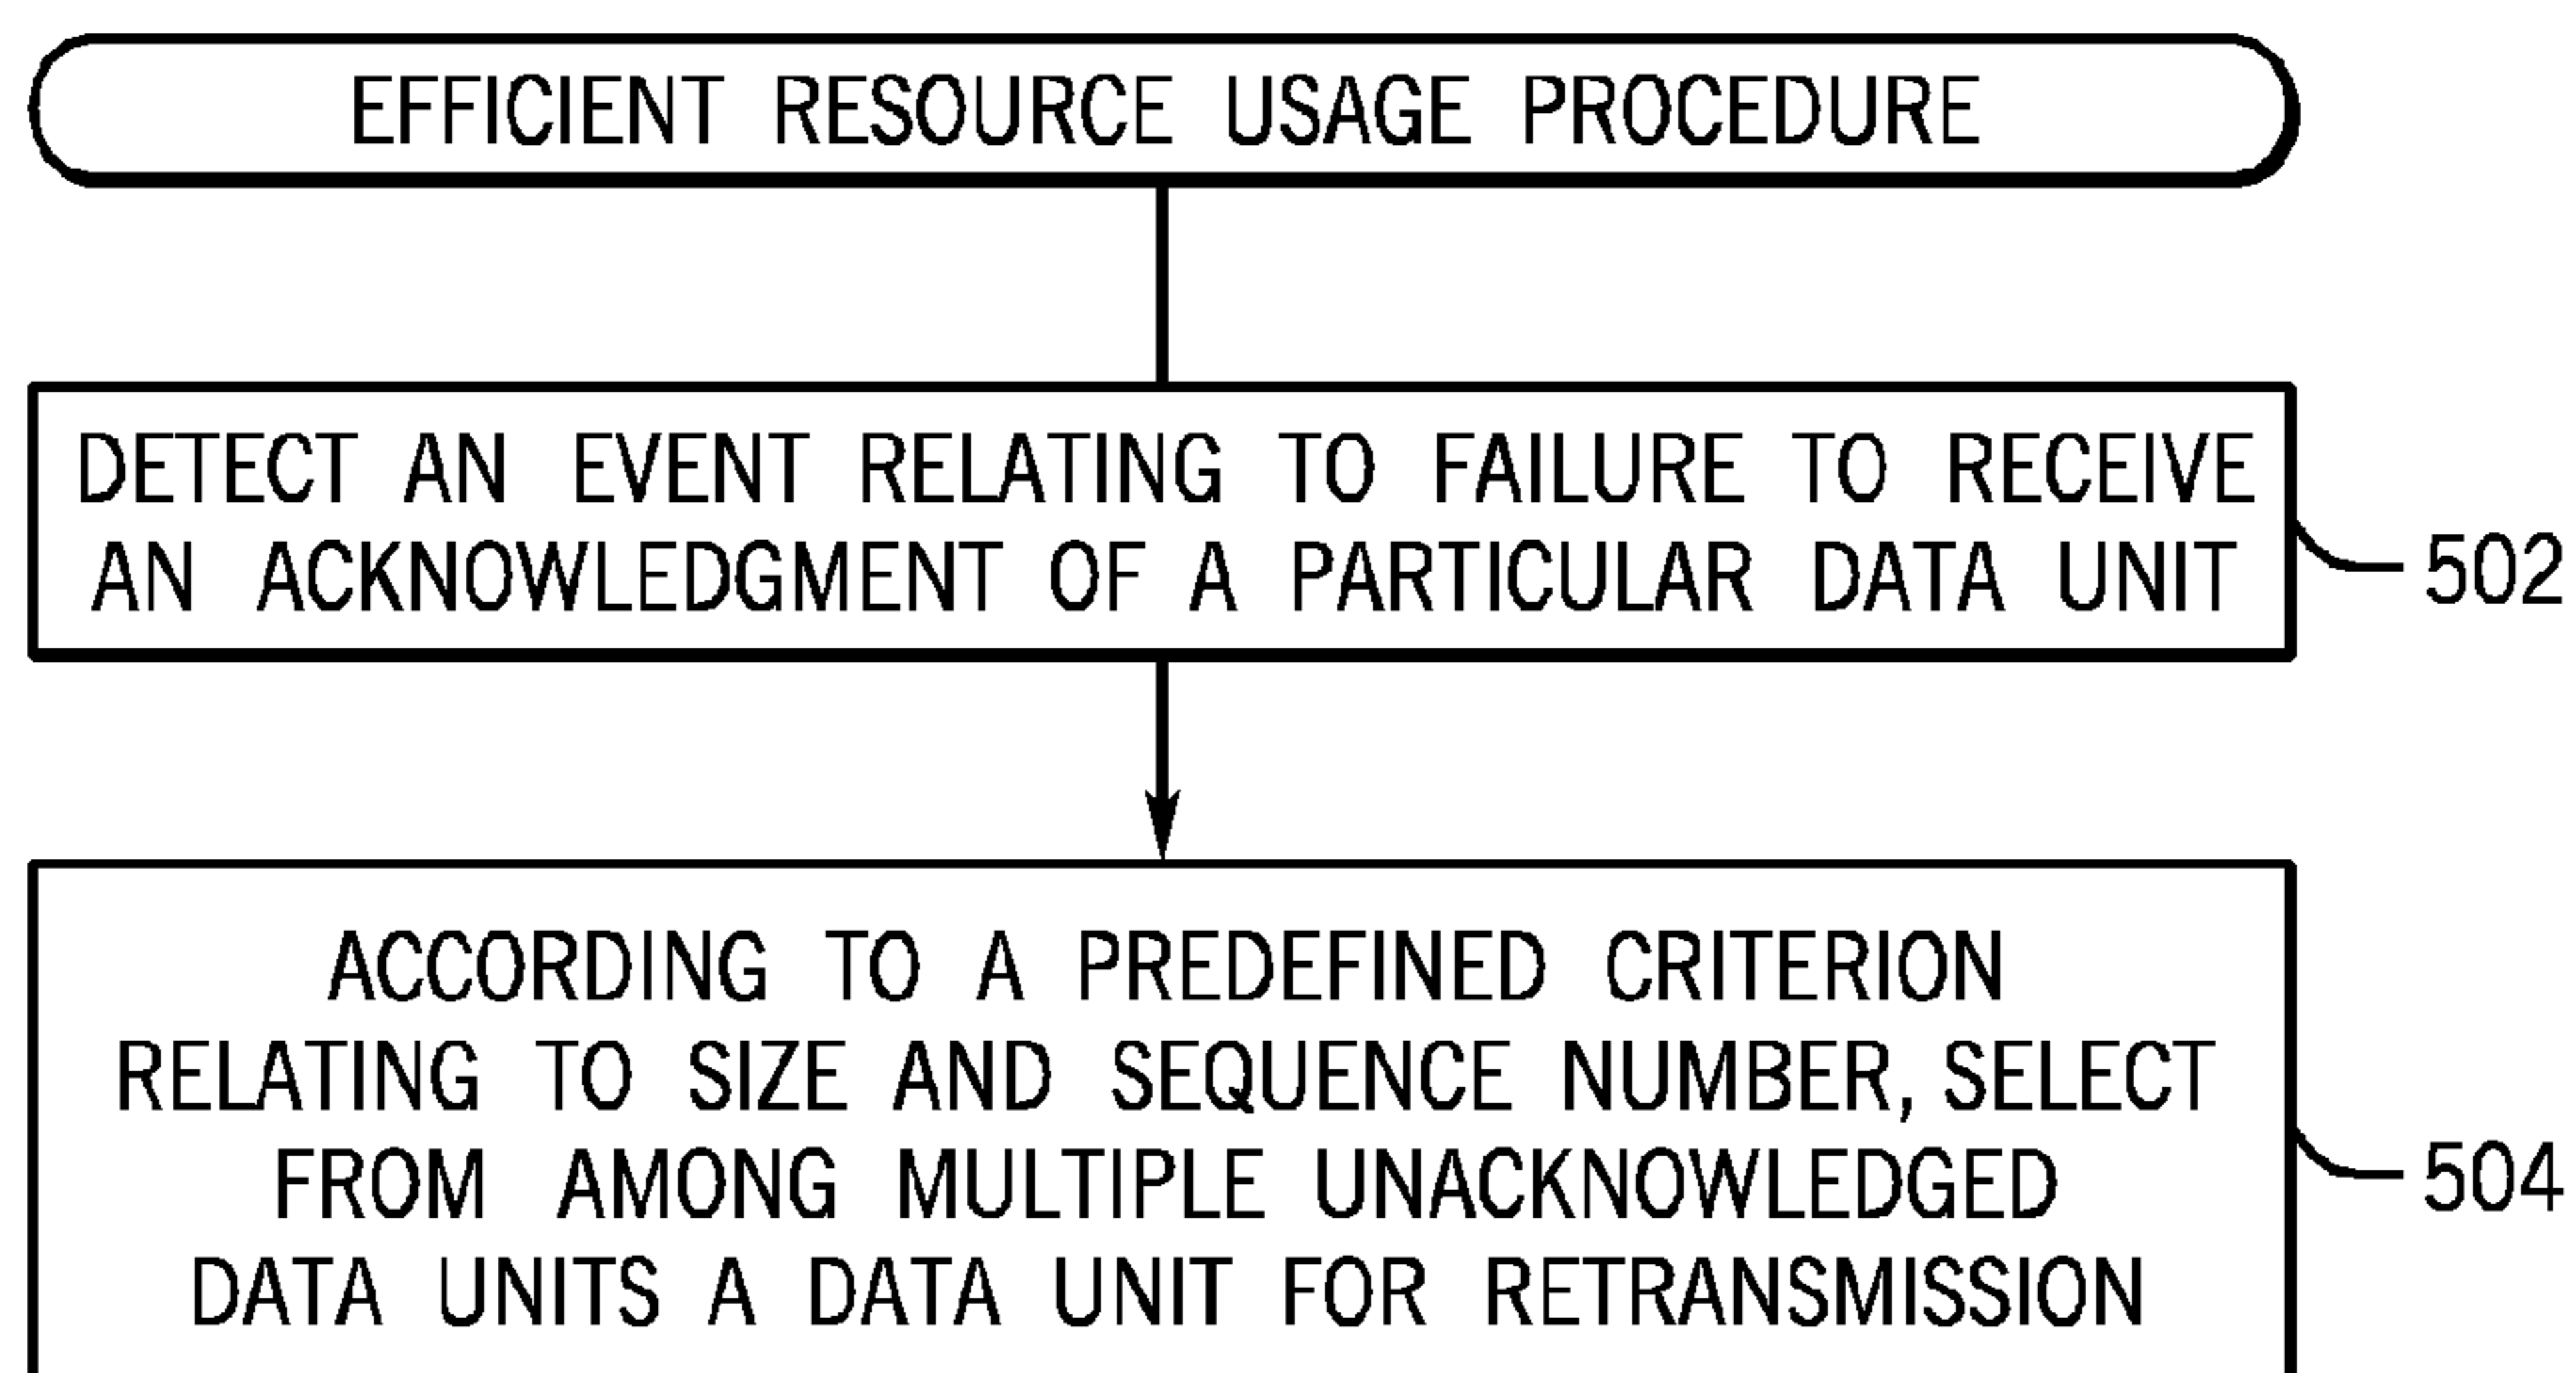 EFFICIENT RESOURCE USAGE PROCEDURE
DETECT AN EVENT RELATING TO FAILURE TO RECEIVE
AN ACKNOWLEDGMENT OF A PARTICULAR DATA UNIT
502
ACCORDING TO A PREDEFINED CRITERION
RELATING TO SIZE AND SEQUENCE NUMBER, SELECT
FROM AMONG MULTIPLE UNACKNOWLEDGED
DATA UNITS A DATA UNIT FOR RETRANSMISSION
504